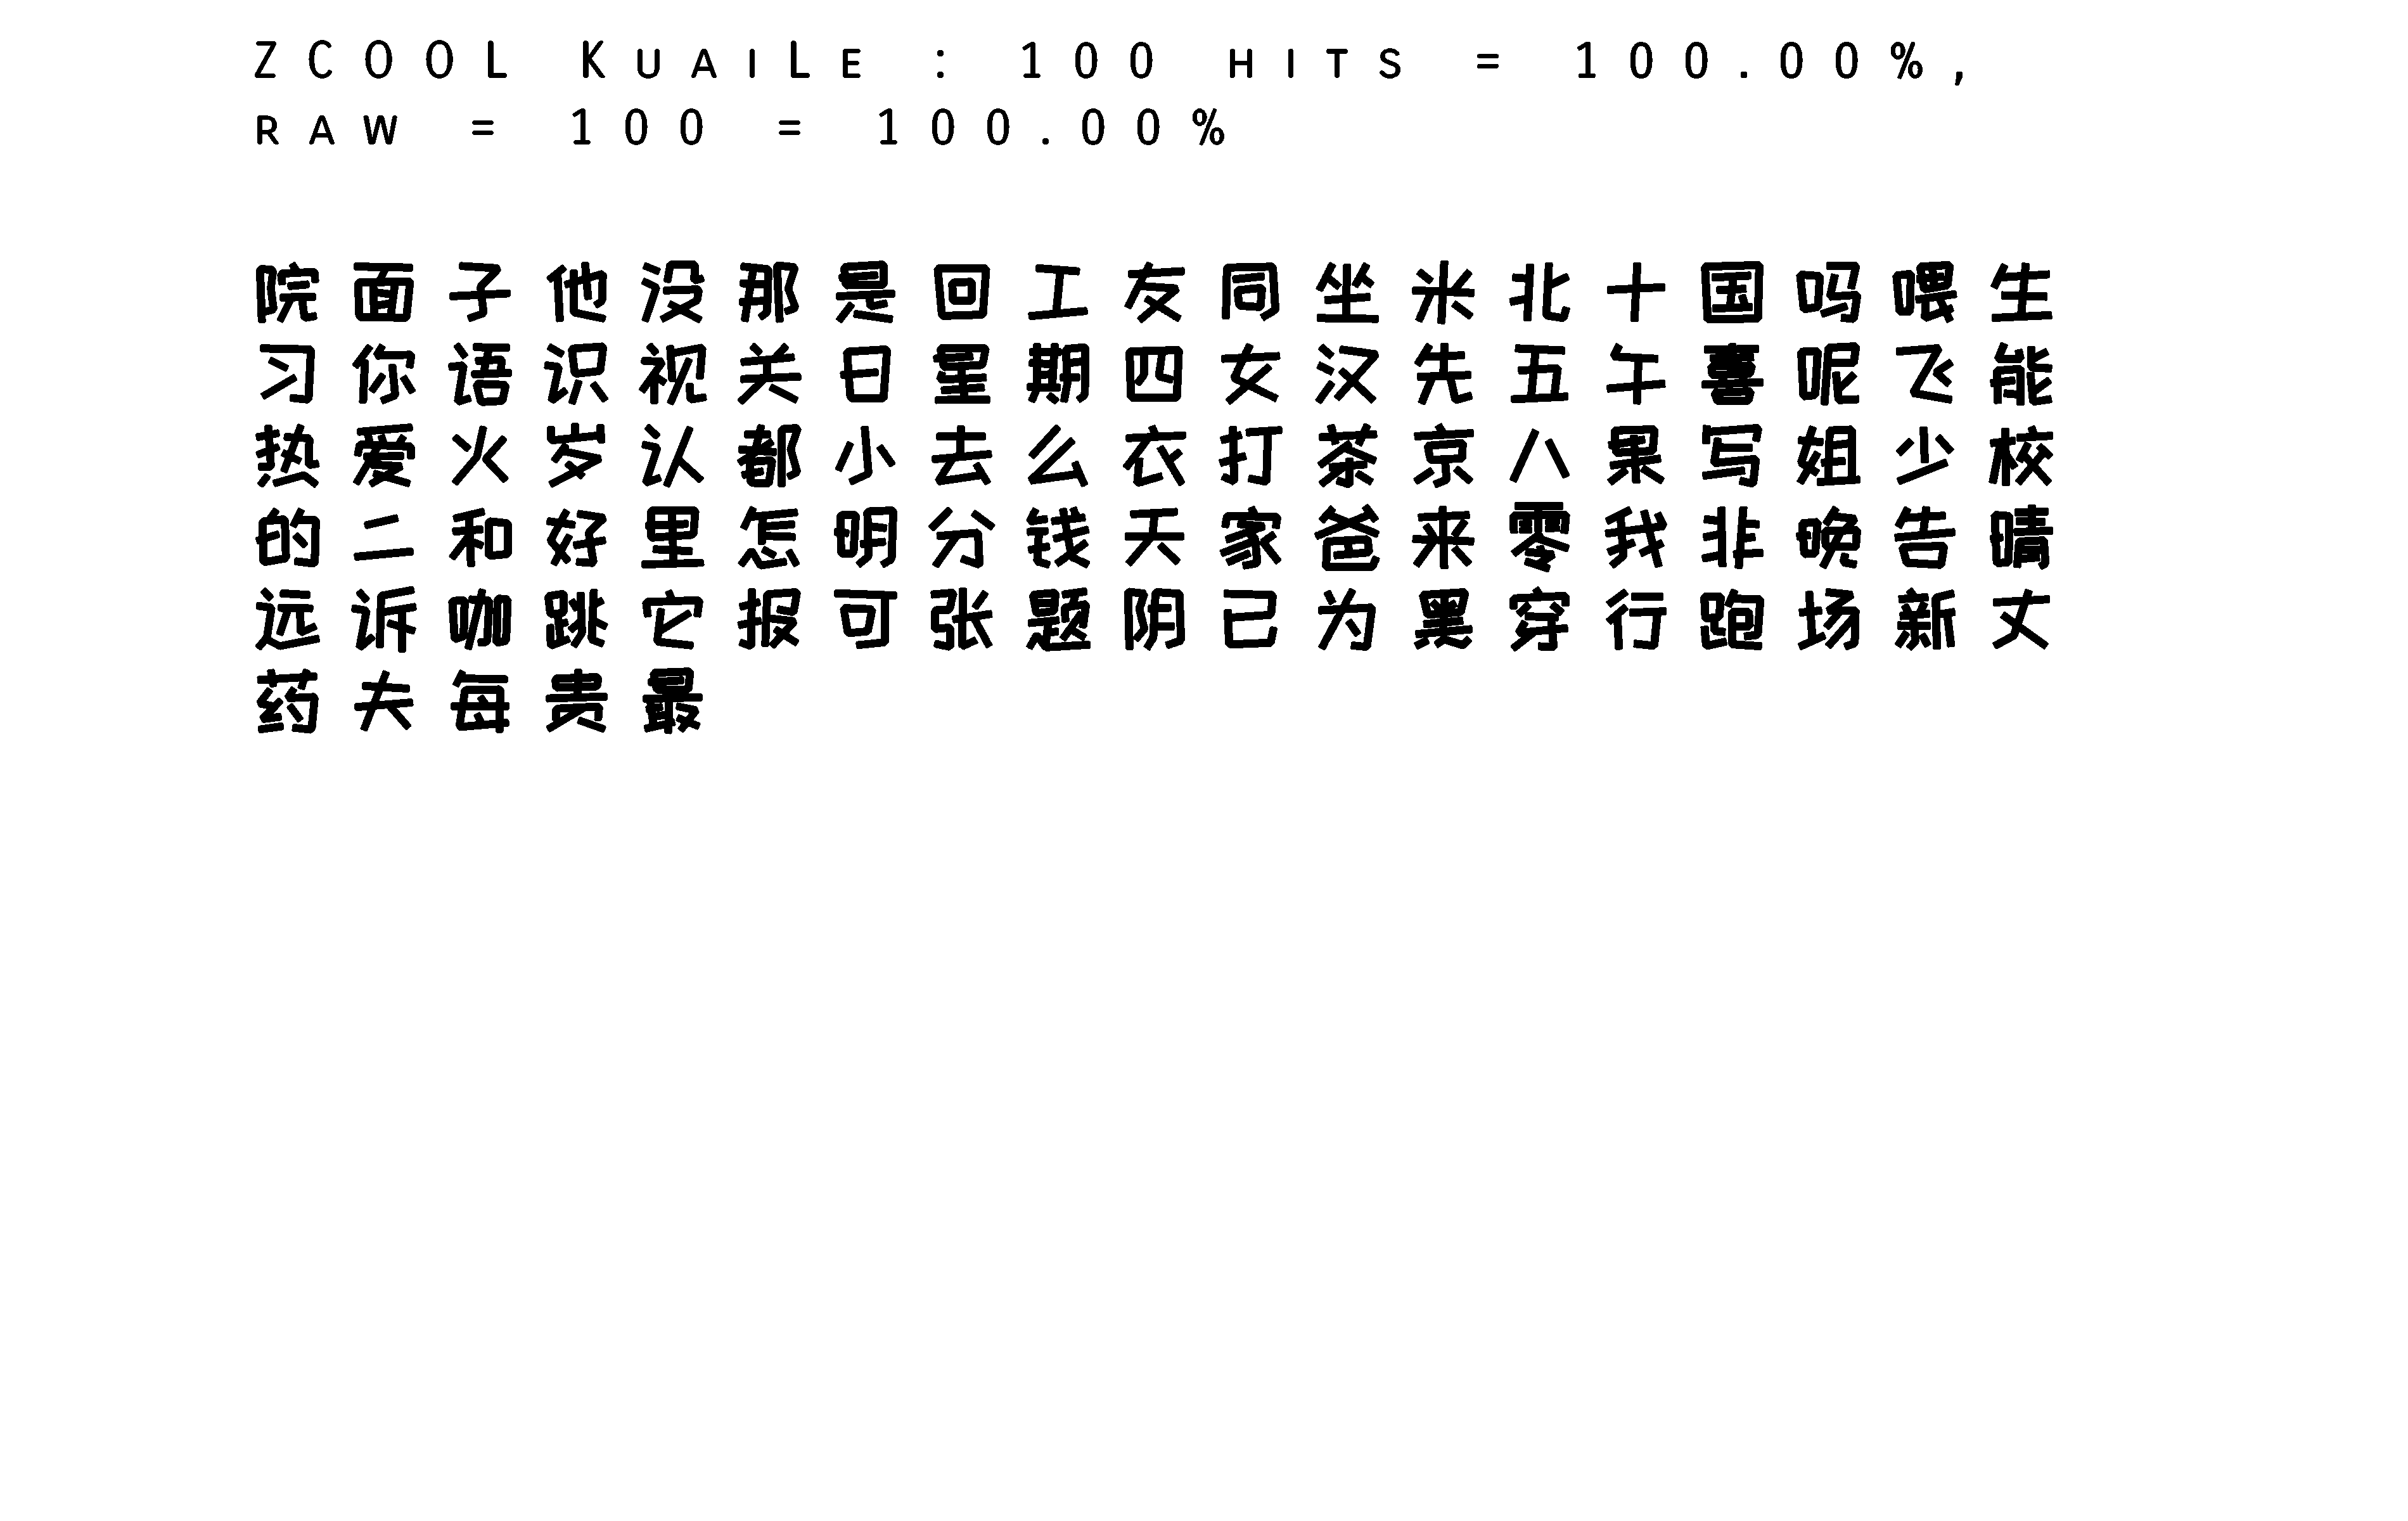 ZCOOL KuaiLe : 100 hits = 100.00%,
raw = 100 = 100.00%
院面子他没那是回工友同坐米北十国吗喂生
习你语识视关日星期四女汉先五午喜呢飞能
热爱火岁认都小去么衣打茶京八果写姐少校
的二和好里怎明分钱天家爸来零我非晚告晴
远诉咖跳它报可张题阴已为黑穿行跑场新丈
药夫每贵最